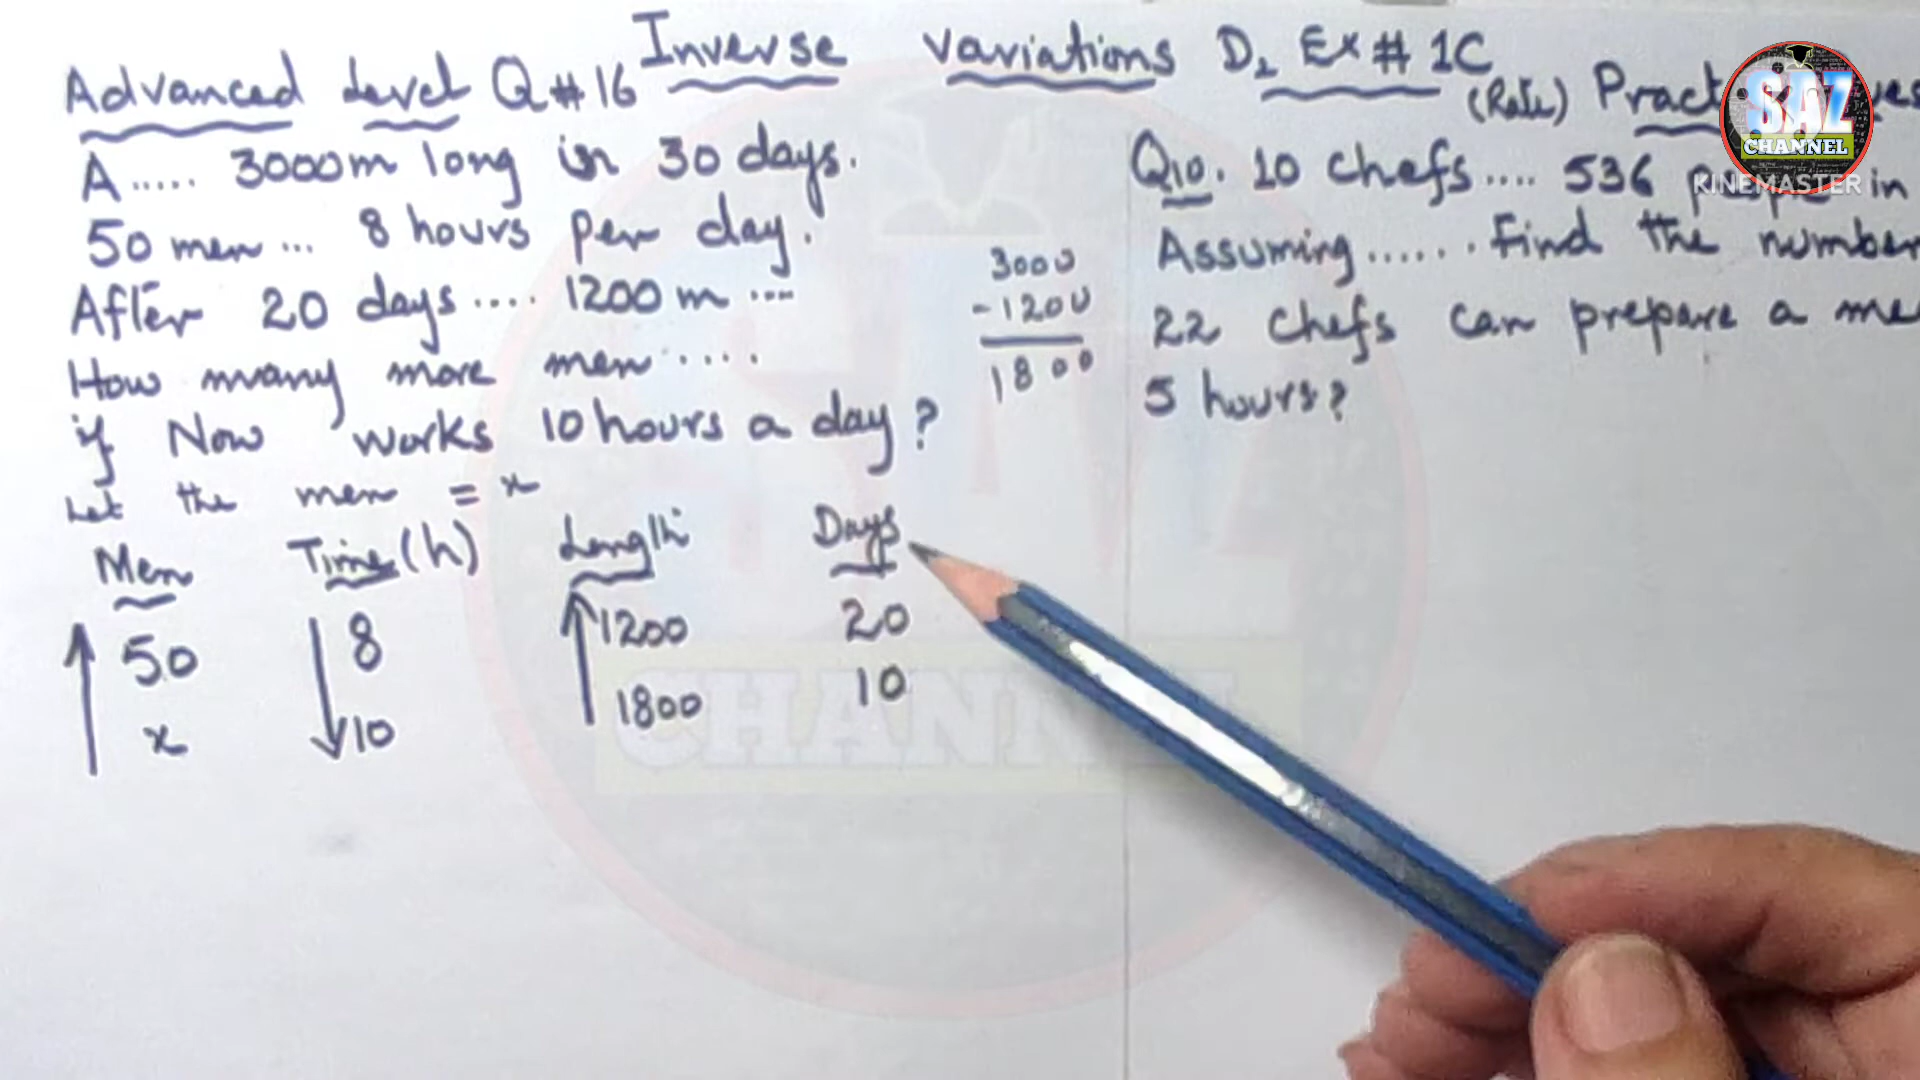 Inverse variations D2 Ex # 1C
Advanced Level Q # 16
A..... 3000m long in 30 days.
50 men... 8 hours per day.
After 20 days.... 1200 m ...
How many more men.....
if Now works 10 hours a day?
Let the men = x
Men Time (h) Length Days
50 8 1200 20
x 10 1800 10
3000
-1200
1800
(Rate) Pract
Q10. 10 chefs.... 536 people in
Assuming...... Find the number
22 chefs can prepare a me
5 hours?
SAZ
CHANNEL
KINEMASTER
CHANNEL